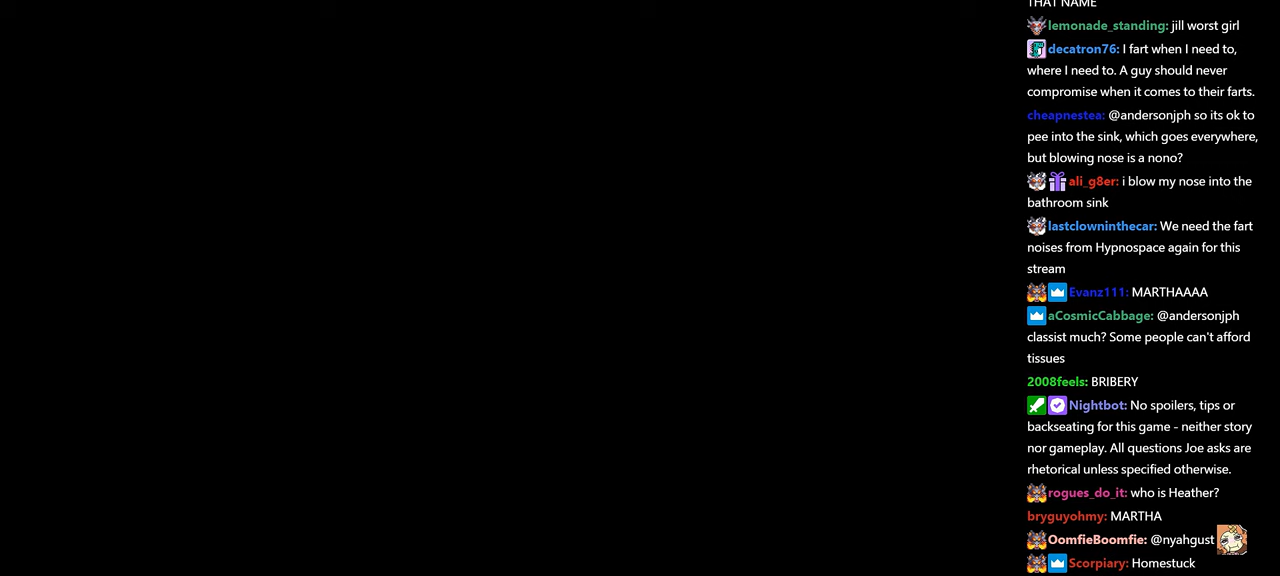 THAT NAME
lemonade_standing: jill worst girl
decatron76: I fart when I need to,
where I need to. A guy should never
compromise when it comes to their farts.
cheapnestea: @andersonjph so its ok to
pee into the sink, which goes everywhere,
but blowing nose is a nono?
ali_g8er: i blow my nose into the
bathroom sink
lastclowninthecar: We need the fart
noises from Hypnospace again for this
stream
Evanz111: MARTHAAAA
aCosmicCabbage: @andersonjph
classist much? Some people can't afford
tissues
2008feels: BRIBERY
Nightbot: No spoilers, tips or
backseating for this game - neither story
nor gameplay. All questions Joe asks are
rhetorical unless specified otherwise.
rogues_do_it: who is Heather?
bryguyohmy: MARTHA
OomfieBoomfie: @nyahgust
Scorpiary: Homestuck